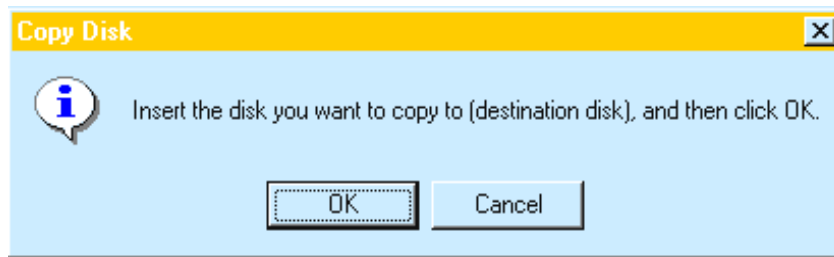 Copy Disk
Insert the disk you want to copy to (destination disk), and then click OK.
OK
Cancel